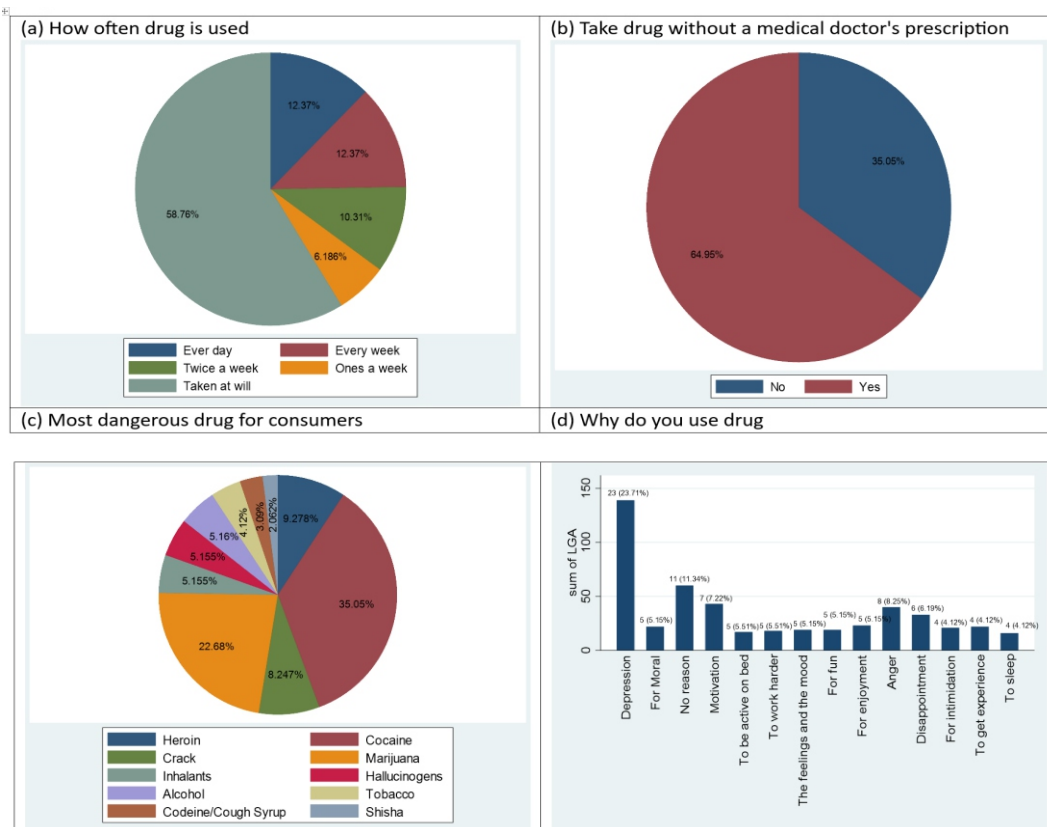 (a) How often drug is used
12.37%
12.37%
10.31%
6.186%
58.76%
Ever day
Every week
Twice a week
Ones a week
Taken at will
(b) Take drug without a medical doctor's prescription
35.05%
64.95%
No
Yes
(c) Most dangerous drug for consumers
9.278%
35.05%
8.247%
22.68%
5.155%
5.155%
5.16%
4.12%
3.09%
2.062%
Heroin
Cocaine
Crack
Marijuana
Inhalants
Hallucinogens
Alcohol
Tobacco
Codeine/Cough Syrup
Shisha
(d) Why do you use drug
sum of LGA
150
100
50
0
23 (23.71%)
5 (5.15%)
11 (11.34%)
7 (7.22%)
5 (5.51%)
5 (5.51%)
5 (5.15%)
5 (5.15%)
5 (5.15%)
8 (8.25%)
6 (6.19%)
4 (4.12%)
4 (4.12%)
4 (4.12%)
Depression
For Moral
No reason
Motivation
To be active on bed
To work harder
The feelings and the mood
For fun
For enjoyment
Anger
Disappointment
For intimidation
To get experience
To sleep